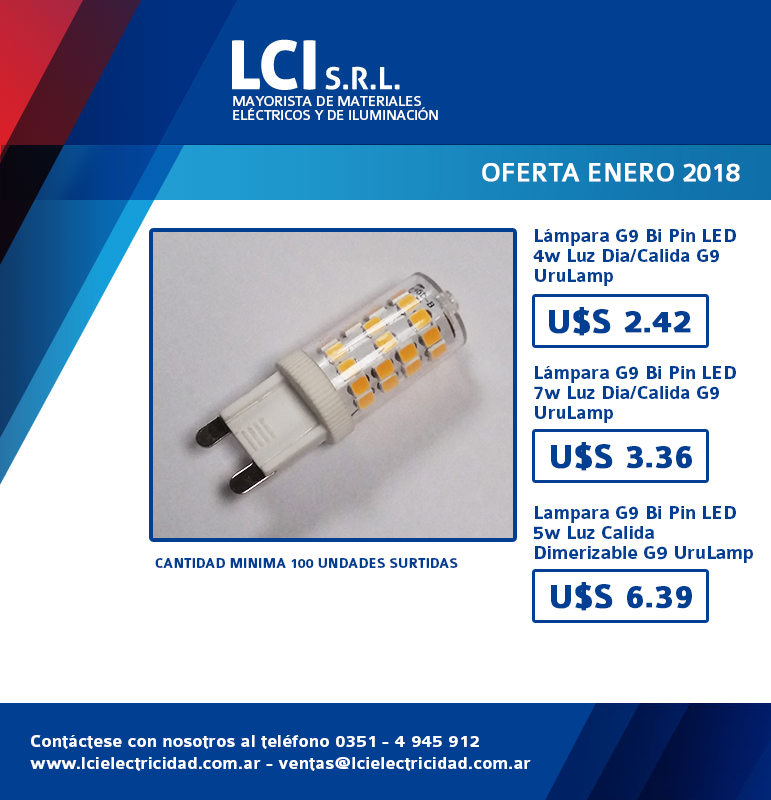 LCI S.R.L.
MAYORISTA DE MATERIALES
ELÉCTRICOS Y DE ILUMINACIÓN
OFERTA ENERO 2018
Lámpara G9 Bi Pin LED
4w Luz Dia/Calida G9
UruLamp
U$S 2.42
Lámpara G9 Bi Pin LED
7w Luz Dia/Calida G9
UruLamp
U$S 3.36
Lampara G9 Bi Pin LED
5w Luz Calida
Dimerizable G9 UruLamp
U$S 6.39
CANTIDAD MINIMA 100 UNDADES SURTIDAS
Contáctese con nosotros al teléfono 0351 - 4 945 912
www.lcielectricidad.com.ar - ventas@lcielectricidad.com.ar